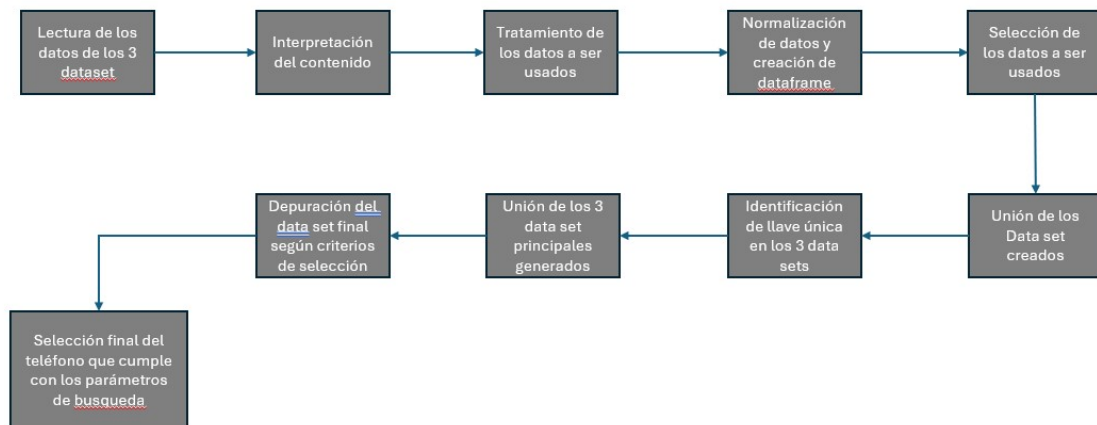 Lectura de los
datos de los 3
dataset
Interpretación
del contenido
Tratamiento de
los datos a ser
usados
Normalización
de datos y
creación de
dataframe
Selección de
los datos a ser
usados
Unión de los
Data set
creados
Identificación
de llave única
en los 3 data
sets
Unión de los 3
data set
principales
generados
Depuración del
data set final
según criterios
de selección
Selección final del
teléfono que cumple
con los parámetros
de busqueda